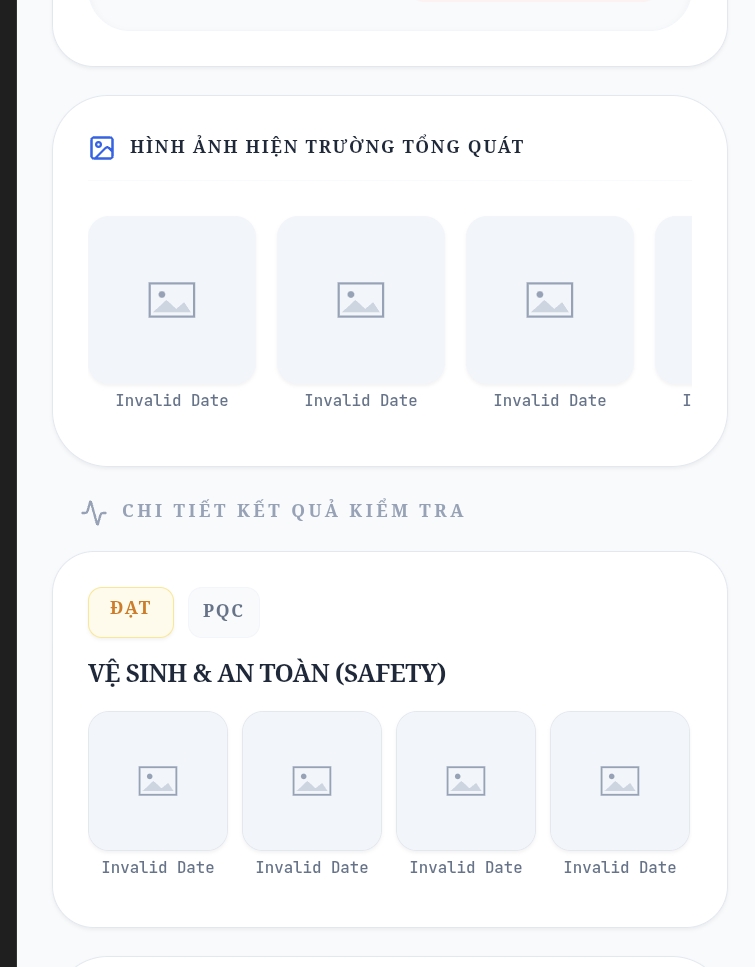 HÌNH ẢNH HIỆN TRƯỜNG TỔNG QUÁT
Invalid Date
Invalid Date
Invalid Date
I
CHI TIẾT KẾT QUẢ KIỂM TRA
ĐẠT
PQC
VỆ SINH & AN TOÀN (SAFETY)
Invalid Date
Invalid Date
Invalid Date
Invalid Date